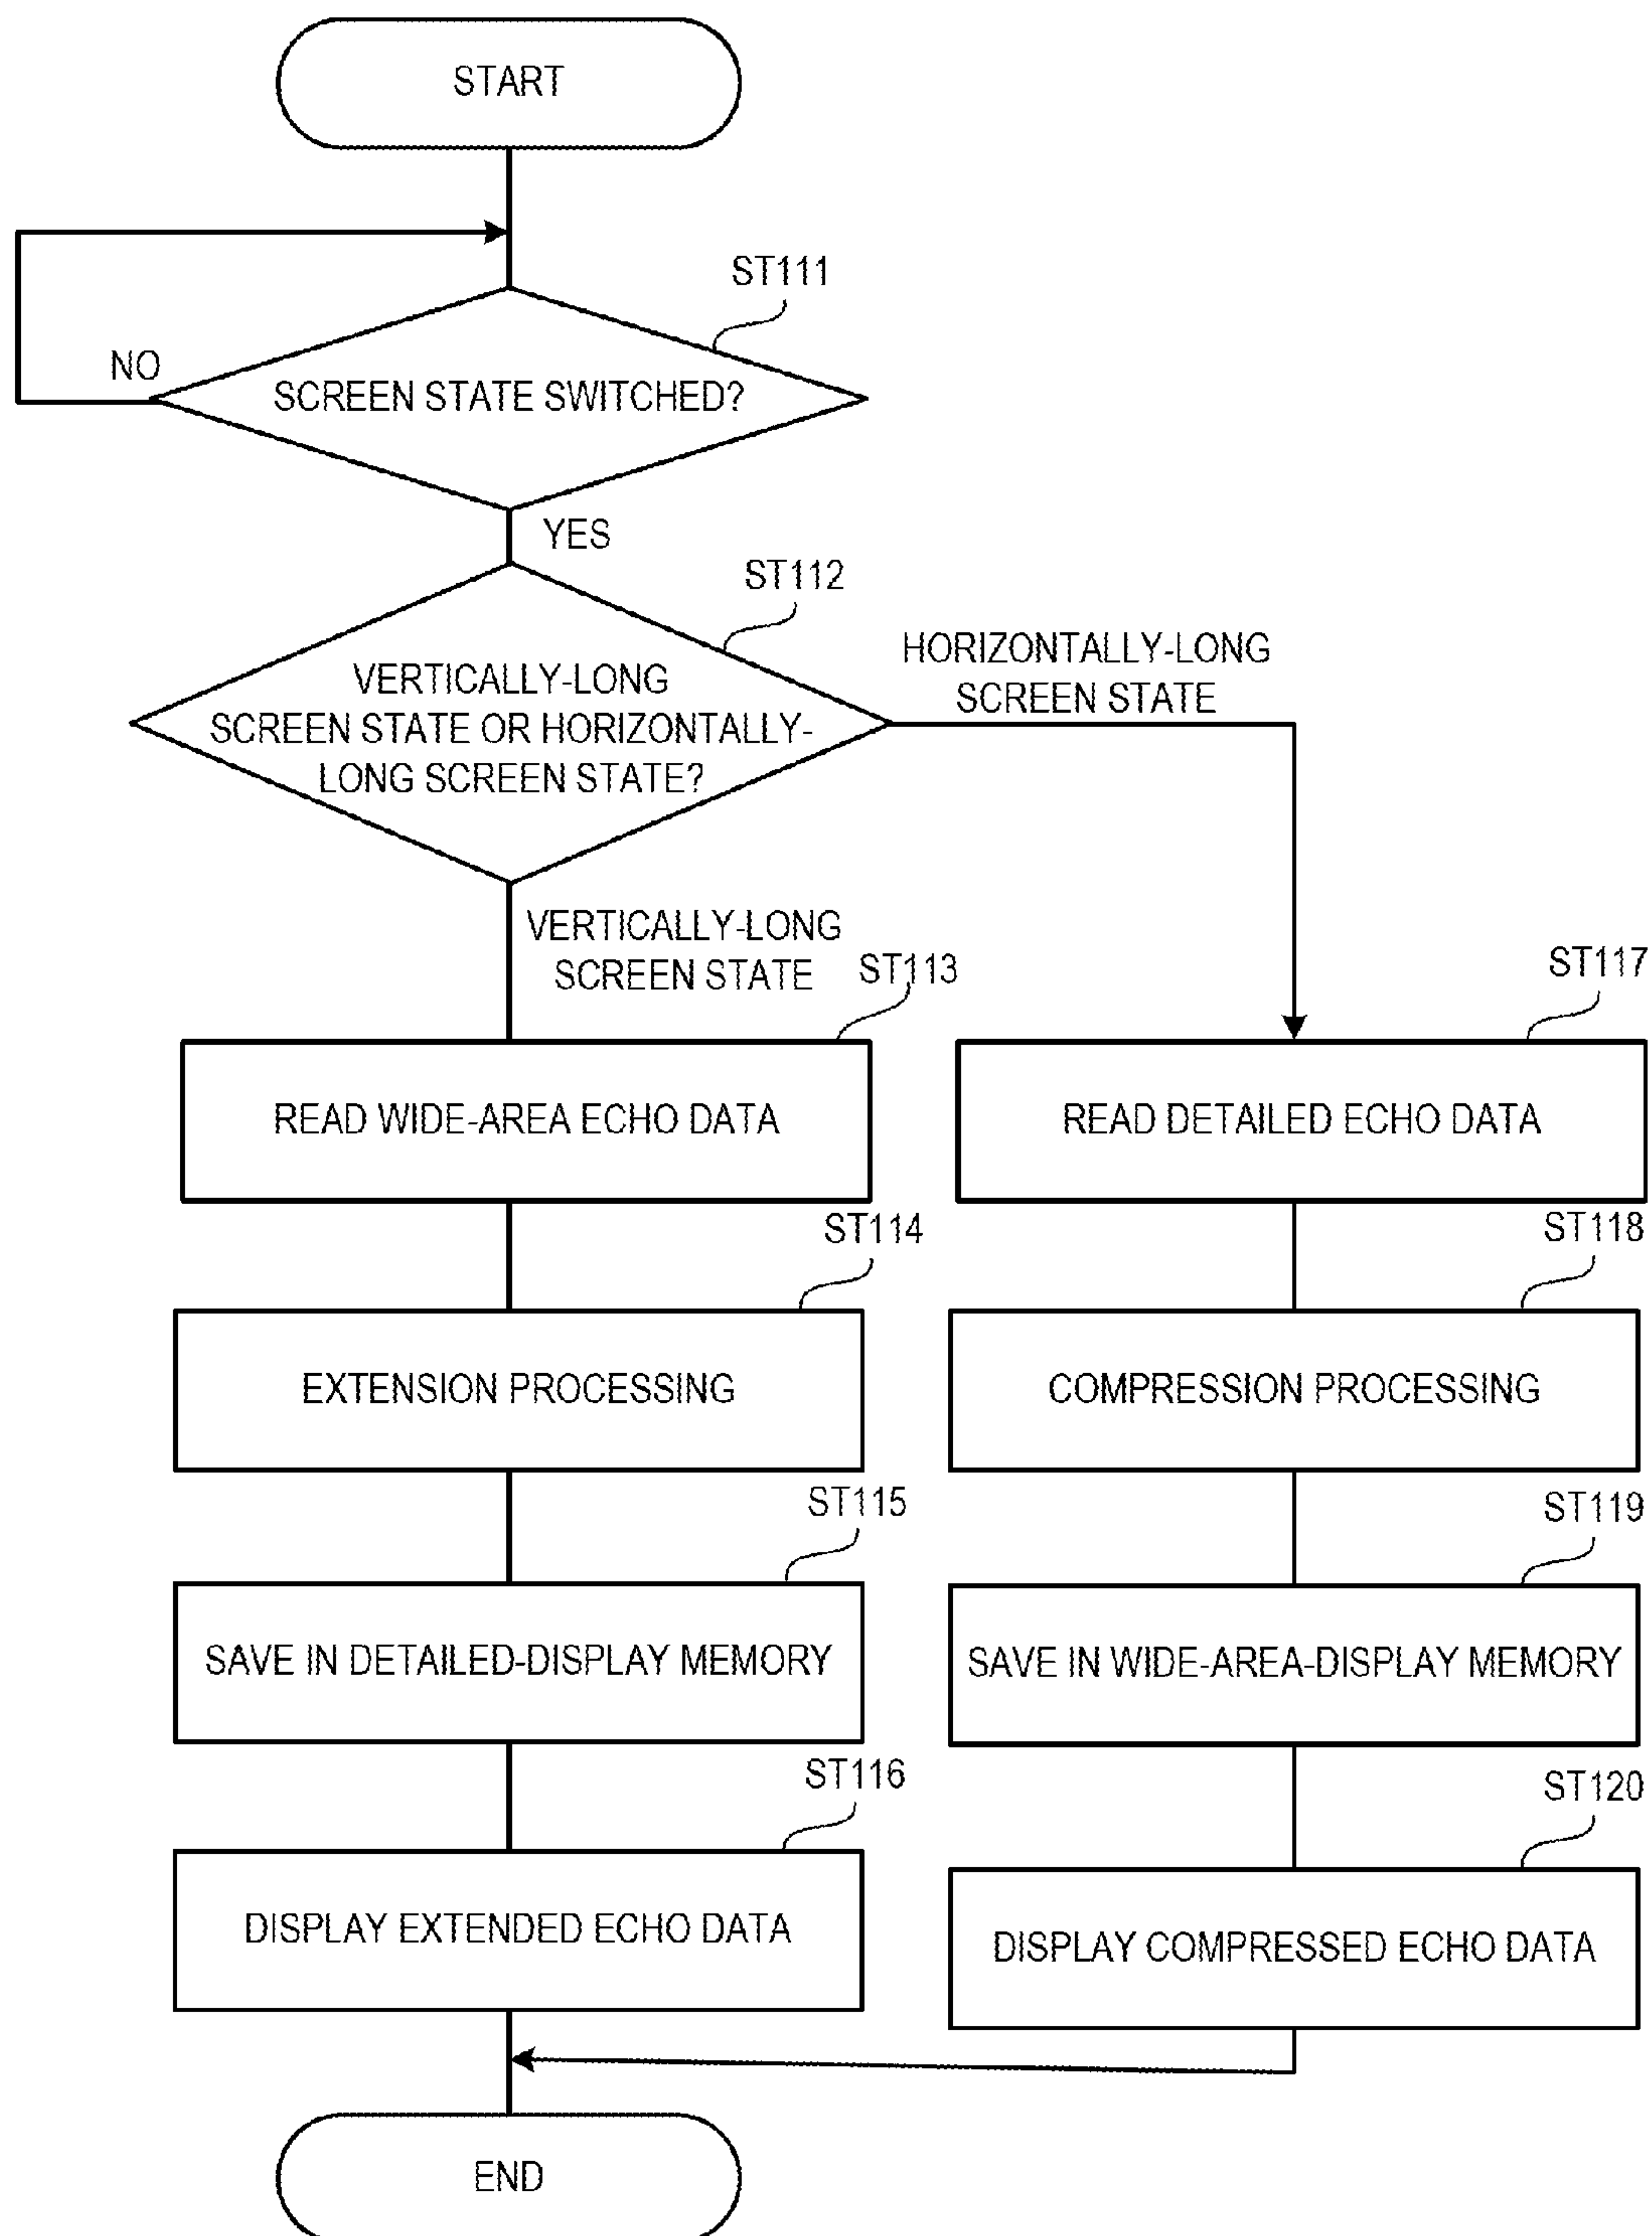 START
ST111
NO
SCREEN STATE SWITCHED?
YES
ST112
HORIZONTALLY-LONG
SCREEN STATE
VERTICALLY-LONG
SCREEN STATE OR HORIZONTALLY-
LONG SCREEN STATE?
VERTICALLY-LONG
SCREEN STATE
ST113
ST117
READ WIDE-AREA ECHO DATA
READ DETAILED ECHO DATA
ST114
ST118
EXTENSION PROCESSING
COMPRESSION PROCESSING
ST115
ST119
SAVE IN DETAILED-DISPLAY MEMORY
SAVE IN WIDE-AREA-DISPLAY MEMORY
ST116
ST120
DISPLAY EXTENDED ECHO DATA
DISPLAY COMPRESSED ECHO DATA
END